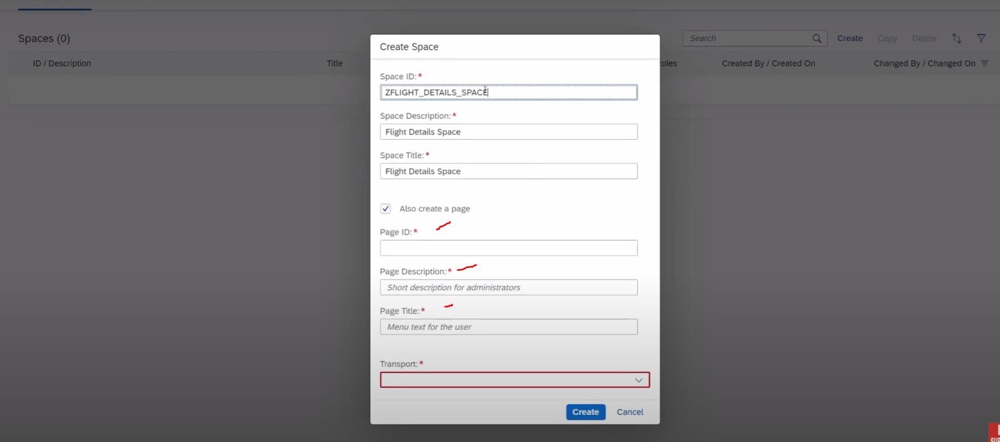 Spaces (0)
Search
Create
Copy
Delete
ID / Description
Title
Created By / Created On
Changed By / Changed On
Create Space
Space ID:*
ZFLIGHT_DETAILS_SPACE
Space Description:*
Flight Details Space
Space Title:*
Flight Details Space
Also create a page
Page ID:*
Page Description:*
Short description for administrators
Page Title:*
Menu text for the user
Transport:*
Create
Cancel